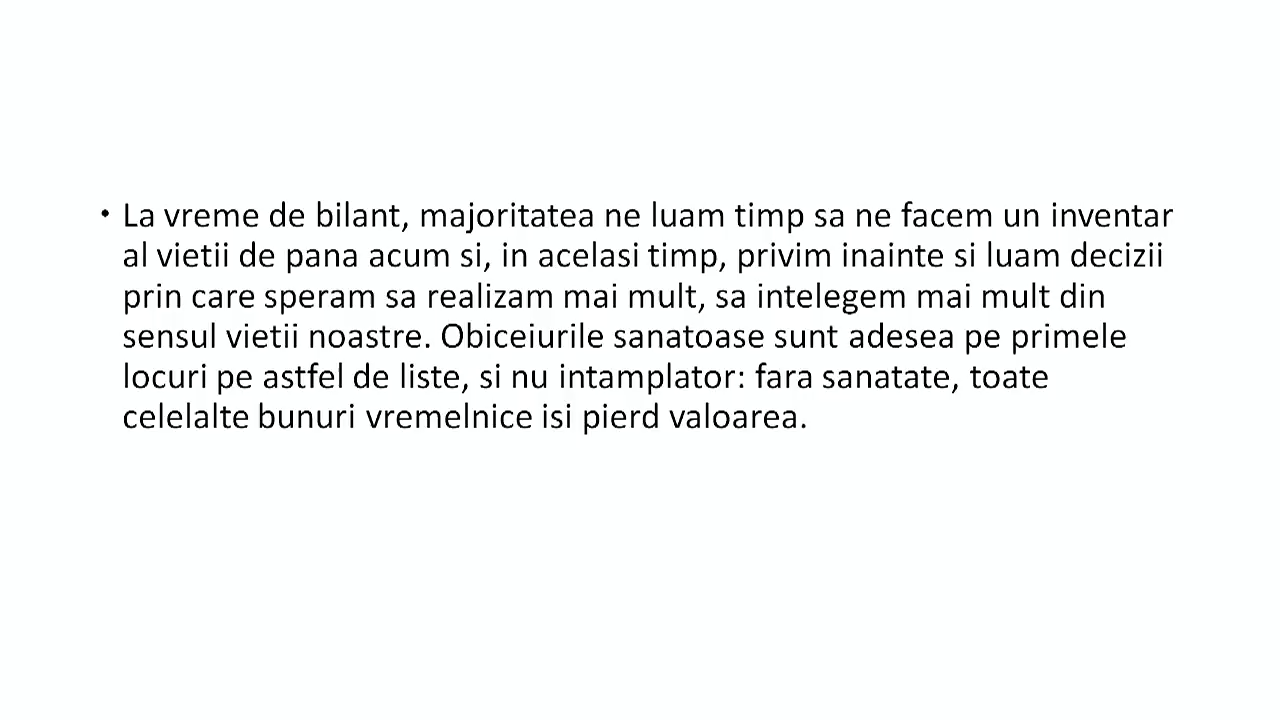 • La vreme de bilant, majoritatea ne luam timp sa ne facem un inventar
al vietii de pana acum si, in acelasi timp, privim inainte si luam decizii
prin care speram sa realizam mai mult, sa intelegem mai mult din
sensul vietii noastre. Obiceiurile sanatoase sunt adesea pe primele
locuri pe astfel de liste, si nu intamplator: fara sanatate, toate
celelalte bunuri vremelnice isi pierd valoarea.